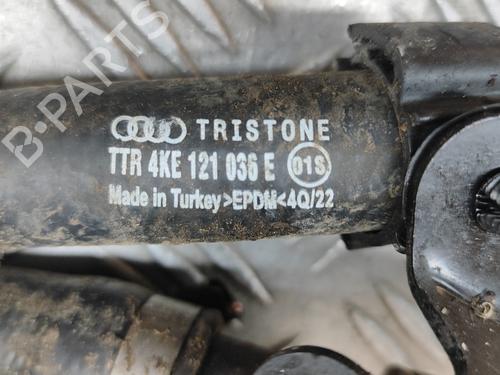 TRISTONE
TTR 4KE 121 036 E 01S
Made in Turkey >EPDM< 4Q/22
B-PARTS